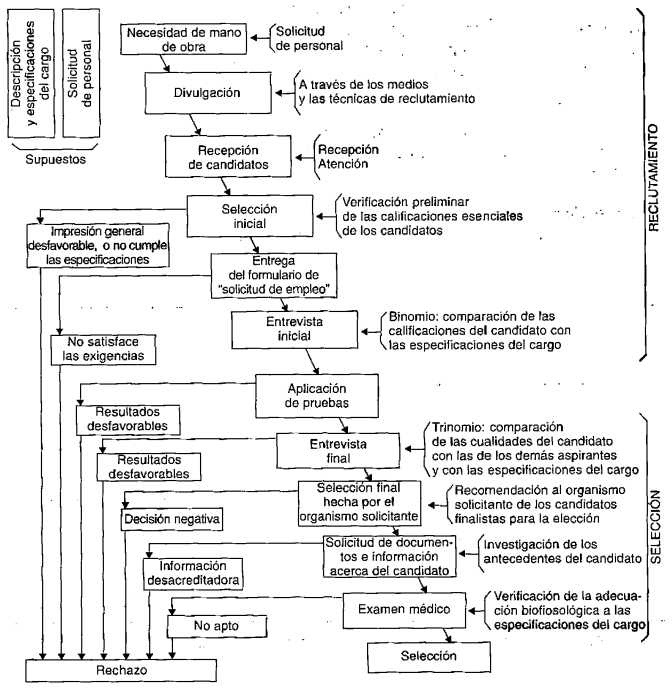 Descripción
y especificaciones
del cargo
Solicitud
de personal
Supuestos
Necesidad de mano
de obra
Solicitud
de personal
Divulgación
A través de los medios
y las técnicas de reclutamiento
Recepción
de candidatos
Recepción
Atención
Selección
inicial
Verificación preliminar
de las calificaciones esenciales
de los candidatos
Impresión general
desfavorable, o no cumple
las especificaciones
Entrega
del formulario de
"solicitud de empleo"
Entrevista
inicial
Binomio: comparación de las
calificaciones del candidato con
las especificaciones del cargo
No satisface
las exigencias
RECLUTAMIENTO
Aplicación
de pruebas
Resultados
desfavorables
Entrevista
final
Trinomio: comparación
de las cualidades del candidato
con las de los demás aspirantes
y con las especificaciones del cargo
Resultados
desfavorables
Selección final
hecha por el
organismo solicitante
Recomendación al organismo
solicitante de los candidatos
finalistas para la elección
Decisión negativa
Solicitud de documen-
tos e información
acerca del candidato
Investigación de los
antecedentes del candidato
Información
desacreditadora
Examen médico
Verificación de la adecua-
ción biofiosológica a las
especificaciones del cargo
No apto
Selección
Rechazo
SELECCIÓN